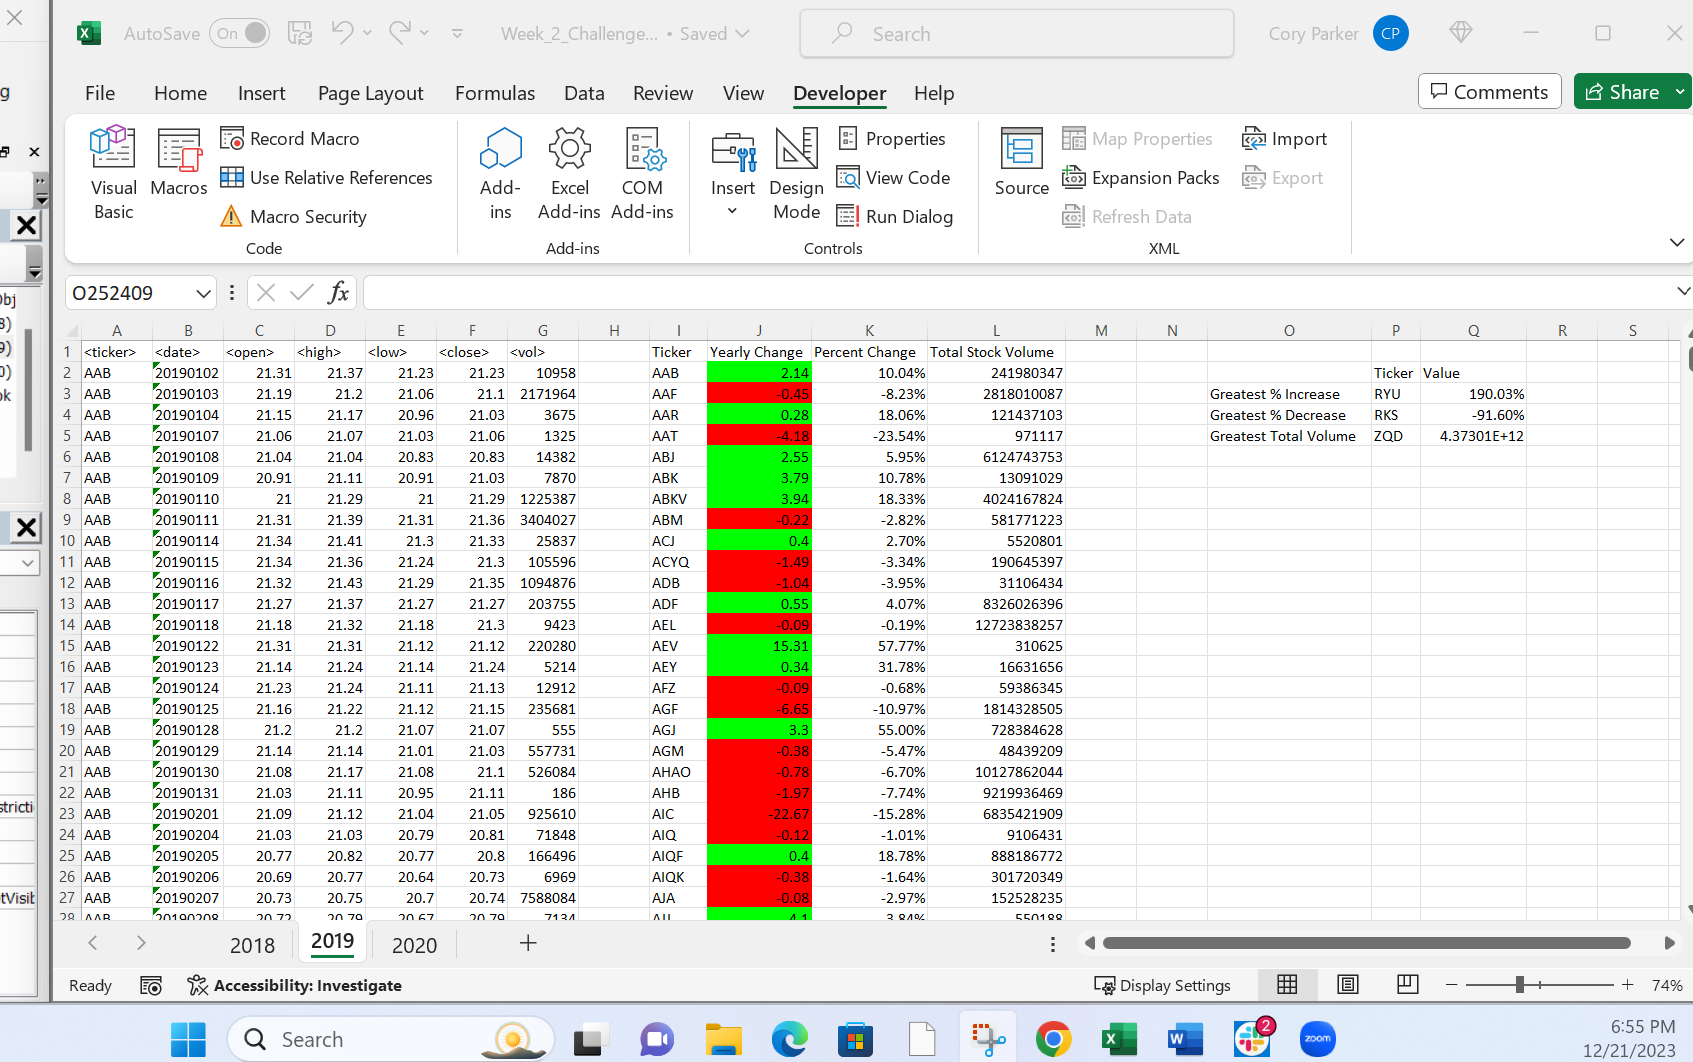 AutoSave On Week_2_Challenge... • Saved Search Cory Parker CP
File Home Insert Page Layout Formulas Data Review View Developer Help Comments Share
Visual Basic Macros Record Macro Use Relative References Macro Security Code
Add-ins Excel Add-ins COM Add-ins Add-ins
Insert Design Mode Properties View Code Run Dialog Controls
Source Map Properties Expansion Packs Refresh Data Import Export XML
O252409 fx
A B C D E F G H I J K L M N O P Q R S
1 <ticker> <date> <open> <high> <low> <close> <vol> Ticker Yearly Change Percent Change Total Stock Volume
2 AAB 20190102 21.31 21.37 21.23 21.23 10958 AAB 2.14 10.04% 241980347 Ticker Value
3 AAB 20190103 21.19 21.2 21.06 21.1 2171964 AAF -0.45 -8.23% 2818010087 Greatest % Increase RYU 190.03%
4 AAB 20190104 21.15 21.17 20.96 21.03 3675 AAR 0.28 18.06% 121437103 Greatest % Decrease RKS -91.60%
5 AAB 20190107 21.06 21.07 21.03 21.06 1325 AAT -4.18 -23.54% 971117 Greatest Total Volume ZQD 4.37301E+12
6 AAB 20190108 21.04 21.04 20.83 20.83 14382 ABJ 2.55 5.95% 6124743753
7 AAB 20190109 20.91 21.11 20.91 21.03 7870 ABK 3.79 10.78% 13091029
8 AAB 20190110 21 21.29 21 21.29 1225387 ABKV 3.94 18.33% 4024167824
9 AAB 20190111 21.31 21.39 21.31 21.36 3404027 ABM -0.22 -2.82% 581771223
10 AAB 20190114 21.34 21.41 21.3 21.33 25837 ACJ 0.4 2.70% 5520801
11 AAB 20190115 21.34 21.36 21.24 21.3 105596 ACYQ -1.49 -3.34% 190645397
12 AAB 20190116 21.32 21.43 21.29 21.35 1094876 ADB -1.04 -3.95% 31106434
13 AAB 20190117 21.27 21.37 21.27 21.27 203755 ADF 0.55 4.07% 8326026396
14 AAB 20190118 21.18 21.32 21.18 21.3 9423 AEL -0.09 -0.19% 12723838257
15 AAB 20190122 21.31 21.31 21.12 21.12 220280 AEV 15.31 57.77% 310625
16 AAB 20190123 21.14 21.24 21.14 21.24 5214 AEY 0.34 31.78% 16631656
17 AAB 20190124 21.23 21.24 21.11 21.13 12912 AFZ -0.09 -0.68% 59386345
18 AAB 20190125 21.16 21.22 21.12 21.15 235681 AGF -6.65 -10.97% 1814328505
19 AAB 20190128 21.2 21.2 21.07 21.07 555 AGJ 3.3 55.00% 728384628
20 AAB 20190129 21.14 21.14 21.01 21.03 557731 AGM -0.38 -5.47% 48439209
21 AAB 20190130 21.08 21.17 21.08 21.1 526084 AHAO -0.78 -6.70% 10127862044
22 AAB 20190131 21.03 21.11 20.95 21.11 186 AHB -1.97 -7.74% 9219936469
23 AAB 20190201 21.09 21.12 21.04 21.05 925610 AIC -22.67 -15.28% 6835421909
24 AAB 20190204 21.03 21.03 20.79 20.81 71848 AIQ -0.12 -1.01% 9106431
25 AAB 20190205 20.77 20.82 20.77 20.8 166496 AIQF 0.4 18.78% 888186772
26 AAB 20190206 20.69 20.77 20.64 20.73 6969 AIQK -0.38 -1.64% 301720349
27 AAB 20190207 20.73 20.75 20.7 20.74 7588084 AJA -0.08 -2.97% 152528235
28 AAB 20190208 20.72 20.79 20.67 20.79 7134 4.1 3.84% 550188
2018 2019 2020
Ready Accessibility: Investigate Display Settings 74%
Search 2 zoom 6:55 PM
12/21/2023